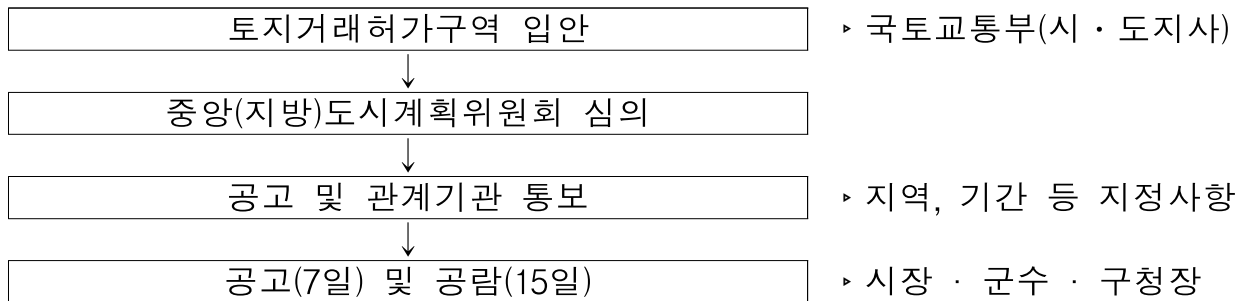 토지거래허가구역 입안 ▹ 국토교통부(시・도지사)
중앙(지방)도시계획위원회 심의
공고 및 관계기관 통보 ▹ 지역, 기간 등 지정사항
공고(7일) 및 공람(15일) ▹ 시장 · 군수 · 구청장